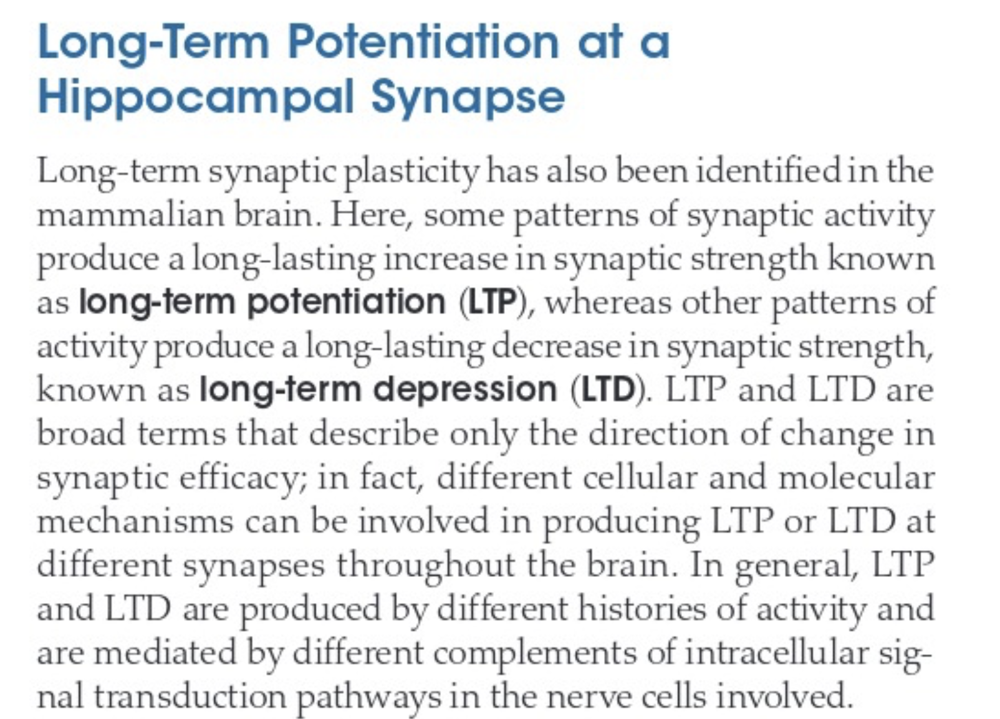 Long-Term Potentiation at a
Hippocampal Synapse
Long-term synaptic plasticity has also been identified in the
mammalian brain. Here, some patterns of synaptic activity
produce a long-lasting increase in synaptic strength known
as long-term potentiation (LTP), whereas other patterns of
activity produce a long-lasting decrease in synaptic strength,
known as long-term depression (LTD). LTP and LTD are
broad terms that describe only the direction of change in
synaptic efficacy; in fact, different cellular and molecular
mechanisms can be involved in producing LTP or LTD at
different synapses throughout the brain. In general, LTP
and LTD are produced by different histories of activity and
are mediated by different complements of intracellular sig-
nal transduction pathways in the nerve cells involved.